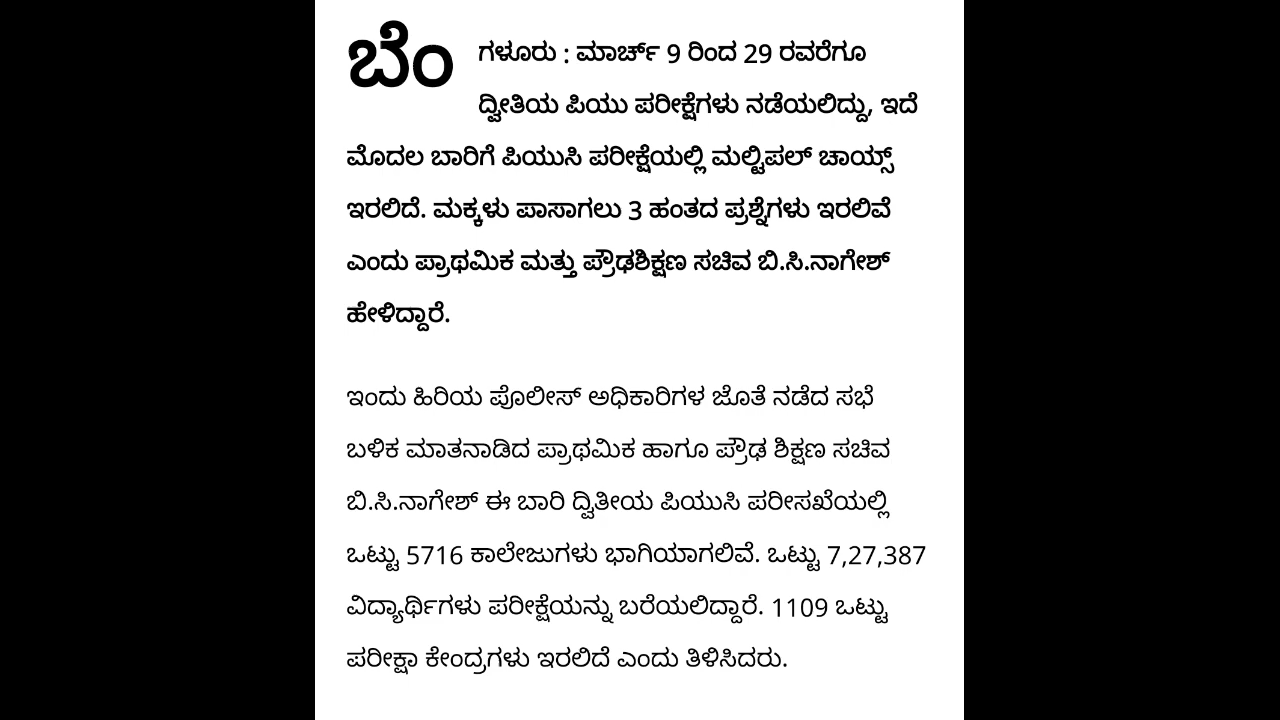 ಬೆಂಗಳೂರು : ಮಾರ್ಚ್ 9 ರಿಂದ 29 ರವರೆಗೂ
ದ್ವೀತಿಯ ಪಿಯು ಪರೀಕ್ಷೆಗಳು ನಡೆಯಲಿದ್ದು, ಇದೆ
ಮೊದಲ ಬಾರಿಗೆ ಪಿಯುಸಿ ಪರೀಕ್ಷೆಯಲ್ಲಿ ಮಲ್ಟಿಪಲ್ ಚಾಯ್ಸ್
ಇರಲಿದೆ. ಮಕ್ಕಳು ಪಾಸಾಗಲು 3 ಹಂತದ ಪ್ರಶ್ನೆಗಳು ಇರಲಿವೆ
ಎಂದು ಪ್ರಾಥಮಿಕ ಮತ್ತು ಪ್ರೌಢಶಿಕ್ಷಣ ಸಚಿವ ಬಿ.ಸಿ.ನಾಗೇಶ್
ಹೇಳಿದ್ದಾರೆ.
ಇಂದು ಹಿರಿಯ ಪೊಲೀಸ್ ಅಧಿಕಾರಿಗಳ ಜೊತೆ ನಡೆದ ಸಭೆ
ಬಳಿಕ ಮಾತನಾಡಿದ ಪ್ರಾಥಮಿಕ ಹಾಗೂ ಪ್ರೌಢ ಶಿಕ್ಷಣ ಸಚಿವ
ಬಿ.ಸಿ.ನಾಗೇಶ್ ಈ ಬಾರಿ ದ್ವಿತೀಯ ಪಿಯುಸಿ ಪರೀಸಖೆಯಲ್ಲಿ
ಒಟ್ಟು 5716 ಕಾಲೇಜುಗಳು ಭಾಗಿಯಾಗಲಿವೆ. ಒಟ್ಟು 7,27,387
ವಿದ್ಯಾರ್ಥಿಗಳು ಪರೀಕ್ಷೆಯನ್ನು ಬರೆಯಲಿದ್ದಾರೆ. 1109 ಒಟ್ಟು
ಪರೀಕ್ಷಾ ಕೇಂದ್ರಗಳು ಇರಲಿದೆ ಎಂದು ತಿಳಿಸಿದರು.